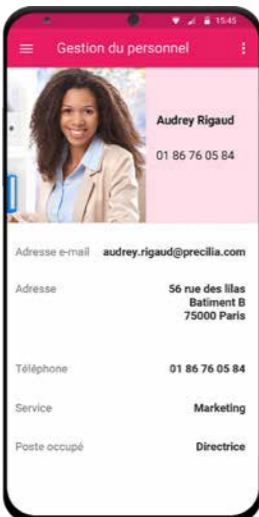 15:45
Gestion du personnel
Audrey Rigaud
01 86 76 05 84
Adresse e-mail audrey.rigaud@precilia.com
Adresse 56 rue des lilas
Batiment B
75000 Paris
Téléphone 01 86 76 05 84
Service Marketing
Poste occupé Directrice